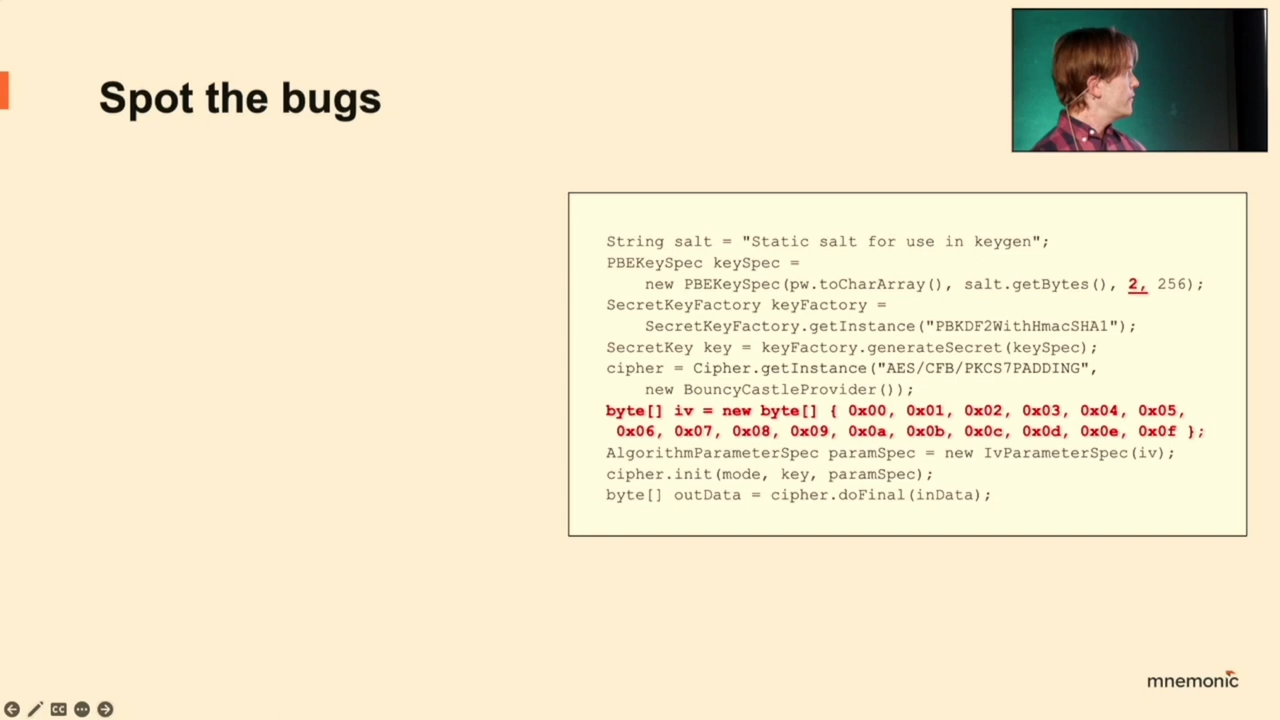 Spot the bugs
String salt = "Static salt for use in keygen";
PBEKeySpec keySpec =
new PBEKeySpec(pw.toCharArray(), salt.getBytes(), 2, 256);
SecretKeyFactory keyFactory =
SecretKeyFactory.getInstance("PBKDF2WithHmacSHA1");
SecretKey key = keyFactory.generateSecret(keySpec);
cipher = Cipher.getInstance("AES/CFB/PKCS7PADDING",
new BouncyCastleProvider());
byte[] iv = new byte[] { 0x00, 0x01, 0x02, 0x03, 0x04, 0x05,
0x06, 0x07, 0x08, 0x09, 0x0a, 0x0b, 0x0c, 0x0d, 0x0e, 0x0f };
AlgorithmParameterSpec paramSpec = new IvParameterSpec(iv);
cipher.init(mode, key, paramSpec);
byte[] outData = cipher.doFinal(inData);
mnemonic
CC